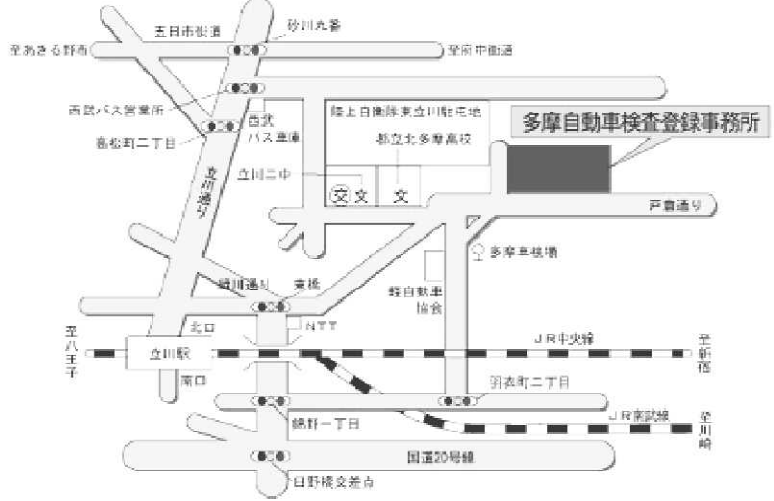 五日市街道
砂川九番
至あきる野市
至府中街道
西武バス営業所
西武
バス車庫
陸上自衛隊東立川駐屯地
多摩自動車検査登録事務所
高松町二丁目
都立北多摩高校
立川二中
交
文
文
立川通り
戸倉通り
多摩車検場
緑川通り
東橋
軽自動車
協会
北口
NTT
至八王子
立川駅
JR中央線
至新宿
南口
羽衣町二丁目
錦町一丁目
JR南武線
至川崎
国道20号線
日野橋交差点